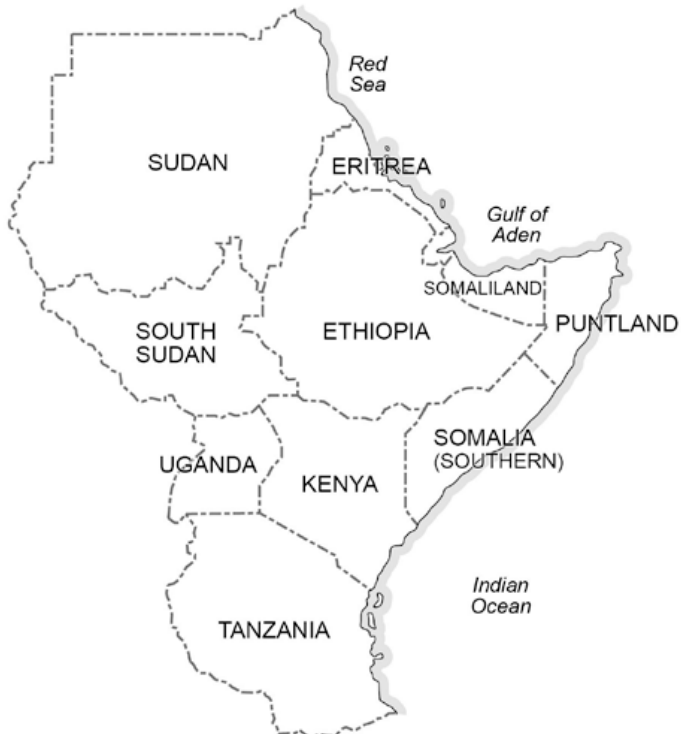 Red
Sea
SUDAN
ERITREA
Gulf of
Aden
SOMALILAND
SOUTH
SUDAN
ETHIOPIA
PUNTLAND
SOMALIA
(SOUTHERN)
UGANDA
KENYA
Indian
Ocean
TANZANIA